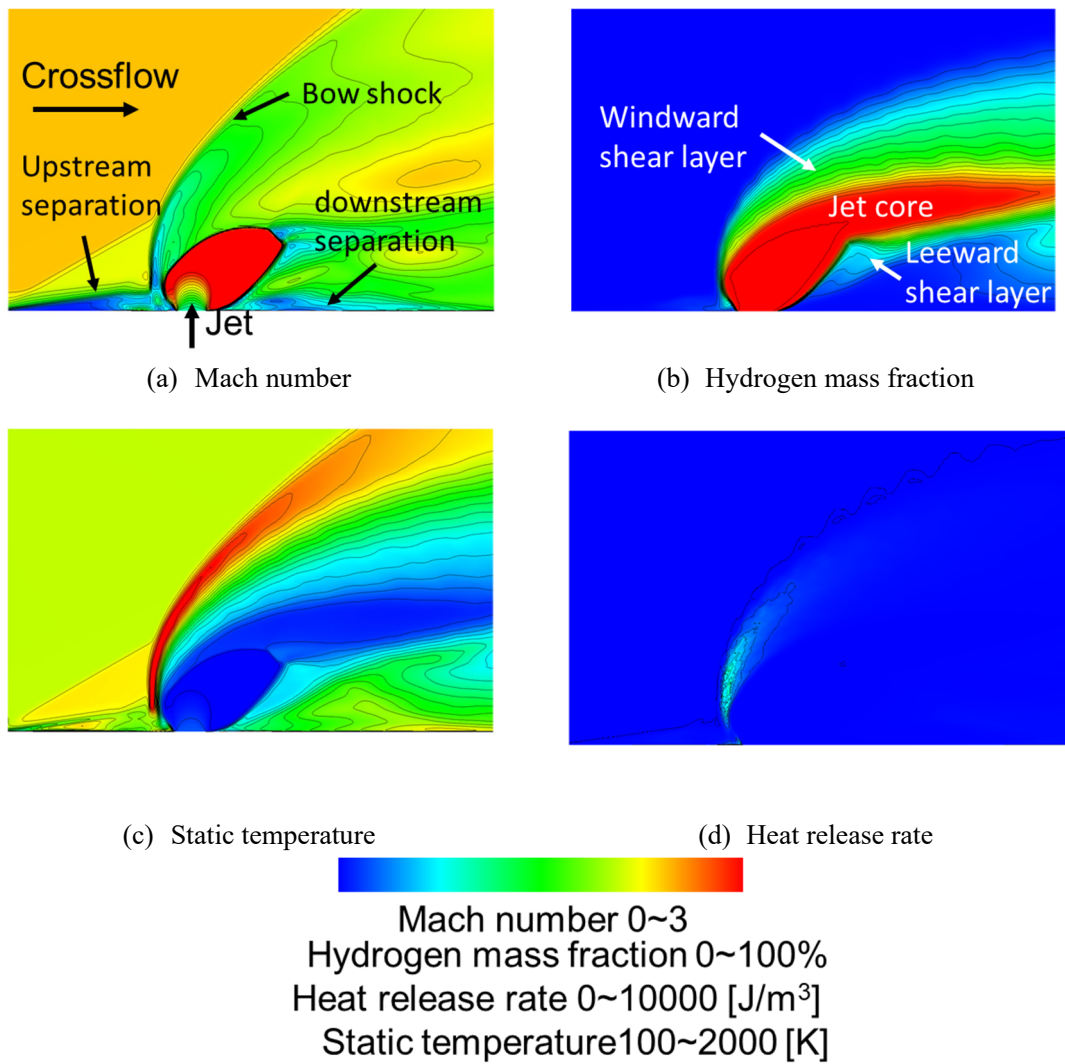 Crossflow
Bow shock
Upstream
separation
downstream
separation
Jet
Windward
shear layer
Jet core
Leeward
shear layer
(a) Mach number
(b) Hydrogen mass fraction
(c) Static temperature
(d) Heat release rate
Mach number 0~3
Hydrogen mass fraction 0~100%
Heat release rate 0~10000 [J/m³]
Static temperature100~2000 [K]